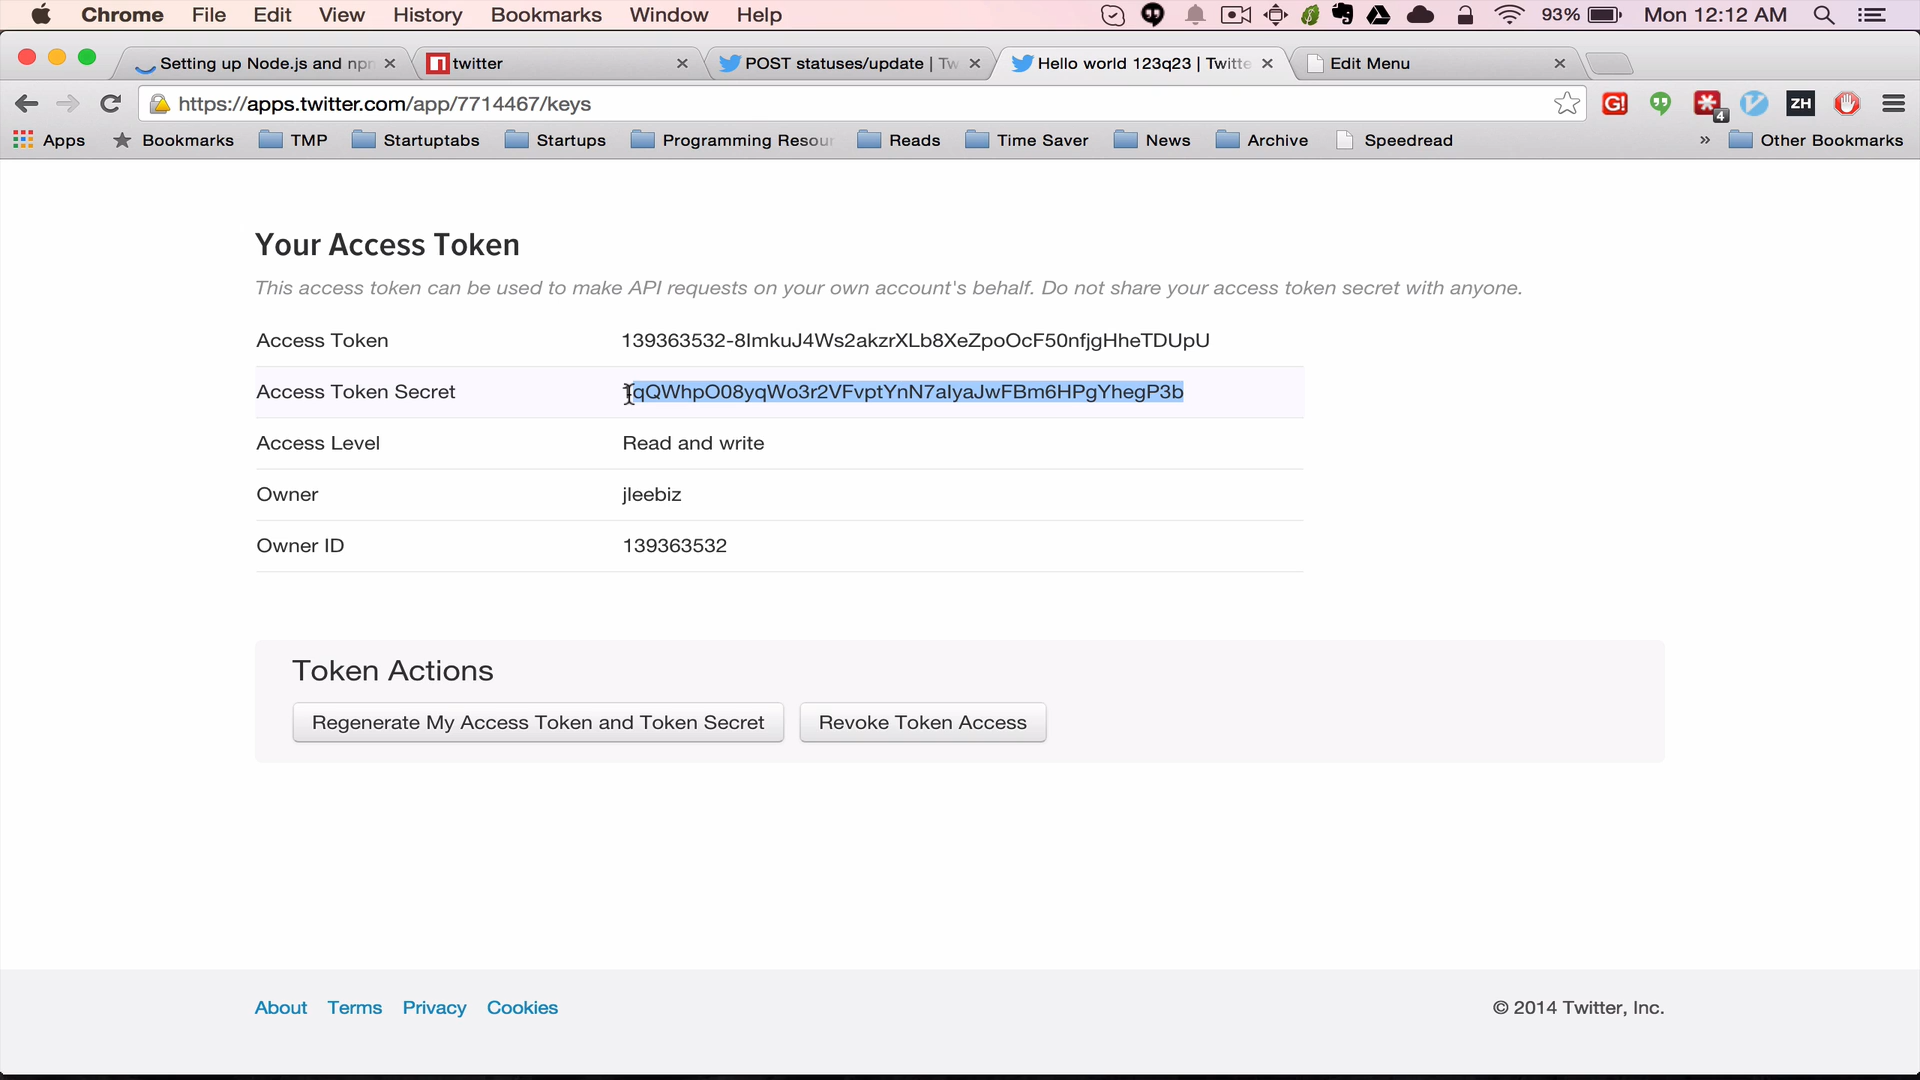 Chrome File Edit View History Bookmarks Window Help 93% Mon 12:12 AM
Setting up Node.js and npm twitter POST statuses/update | Tw Hello world 123q23 | Twitte Edit Menu
https://apps.twitter.com/app/7714467/keys G! 4 ZH
Apps Bookmarks TMP Startuptabs Startups Programming Resour Reads Time Saver News Archive Speedread » Other Bookmarks
Your Access Token
This access token can be used to make API requests on your own account's behalf. Do not share your access token secret with anyone.
Access Token 139363532-8ImkuJ4Ws2akzrXLb8XeZpoOcF50nfjgHheTDUpU
Access Token Secret
Access Level Read and write
Owner jleebiz
Owner ID 139363532
Token Actions
Regenerate My Access Token and Token Secret Revoke Token Access
About Terms Privacy Cookies © 2014 Twitter, Inc.